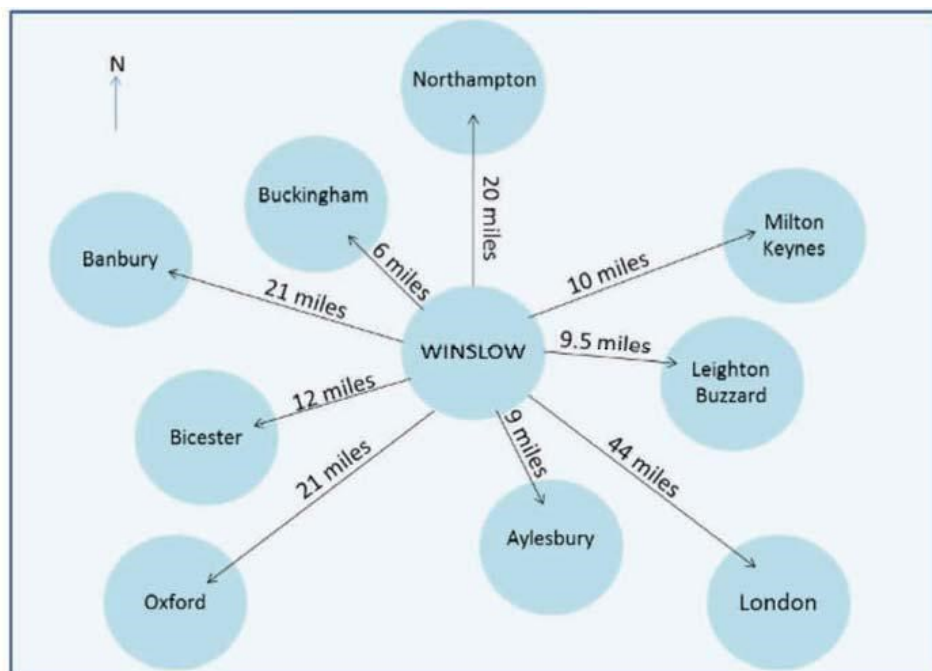 N
Northampton
Buckingham
20 miles
Milton
Keynes
Banbury
6 miles
10 miles
21 miles
WINSLOW
9.5 miles
Leighton
Buzzard
12 miles
Bicester
9 miles
44 miles
21 miles
Aylesbury
Oxford
London